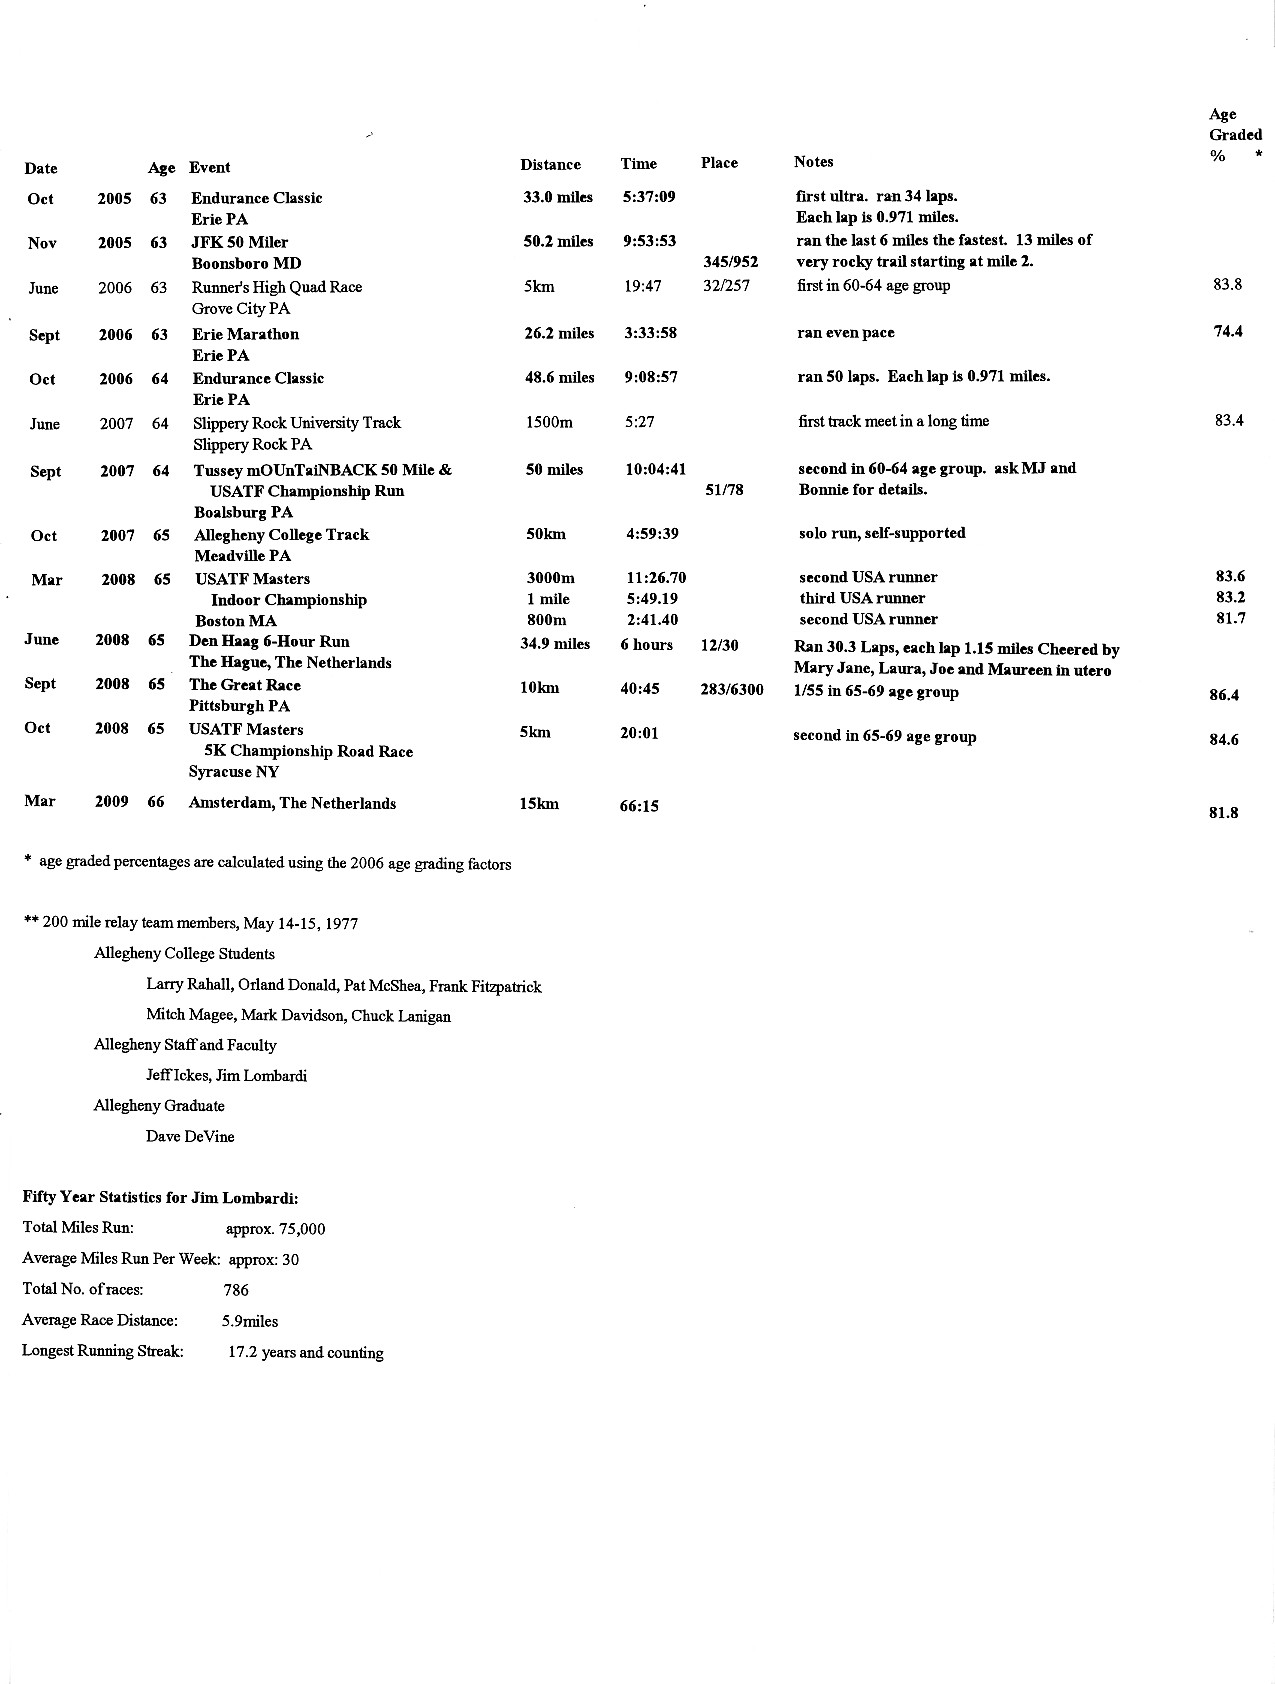 Age
Graded
Date Age Event Distance Time Place Notes % *
Oct 2005 63 Endurance Classic 33.0 miles 5:37:09 first ultra. ran 34 laps.
Erie PA Each lap is 0.971 miles.
Nov 2005 63 JFK 50 Miler 50.2 miles 9:53:53 ran the last 6 miles the fastest. 13 miles of
Boonsboro MD 345/952 very rocky trail starting at mile 2.
June 2006 63 Runner's High Quad Race 5km 19:47 32/257 first in 60-64 age group 83.8
Grove City PA
Sept 2006 63 Erie Marathon 26.2 miles 3:33:58 ran even pace 74.4
Erie PA
Oct 2006 64 Endurance Classic 48.6 miles 9:08:57 ran 50 laps. Each lap is 0.971 miles.
Erie PA
June 2007 64 Slippery Rock University Track 1500m 5:27 first track meet in a long time 83.4
Slippery Rock PA
Sept 2007 64 Tussey mOUnTaiNBACK 50 Mile & 50 miles 10:04:41 second in 60-64 age group. ask MJ and
USATF Championship Run 51/78 Bonnie for details.
Boalsburg PA
Oct 2007 65 Allegheny College Track 50km 4:59:39 solo run, self-supported
Meadville PA
Mar 2008 65 USATF Masters 3000m 11:26.70 second USA runner 83.6
Indoor Championship 1 mile 5:49.19 third USA runner 83.2
Boston MA 800m 2:41.40 second USA runner 81.7
June 2008 65 Den Haag 6-Hour Run 34.9 miles 6 hours 12/30 Ran 30.3 Laps, each lap 1.15 miles Cheered by
The Hague, The Netherlands Mary Jane, Laura, Joe and Maureen in utero
Sept 2008 65 The Great Race 10km 40:45 283/6300 1/55 in 65-69 age group 86.4
Pittsburgh PA
Oct 2008 65 USATF Masters 5km 20:01 second in 65-69 age group 84.6
5K Championship Road Race
Syracuse NY
Mar 2009 66 Amsterdam, The Netherlands 15km 66:15 81.8
* age graded percentages are calculated using the 2006 age grading factors
** 200 mile relay team members, May 14-15, 1977
Allegheny College Students
Larry Rahall, Orland Donald, Pat McShea, Frank Fitzpatrick
Mitch Magee, Mark Davidson, Chuck Lanigan
Allegheny Staff and Faculty
Jeff Ickes, Jim Lombardi
Allegheny Graduate
Dave DeVine
Fifty Year Statistics for Jim Lombardi:
Total Miles Run: approx. 75,000
Average Miles Run Per Week: approx: 30
Total No. of races: 786
Average Race Distance: 5.9miles
Longest Running Streak: 17.2 years and counting